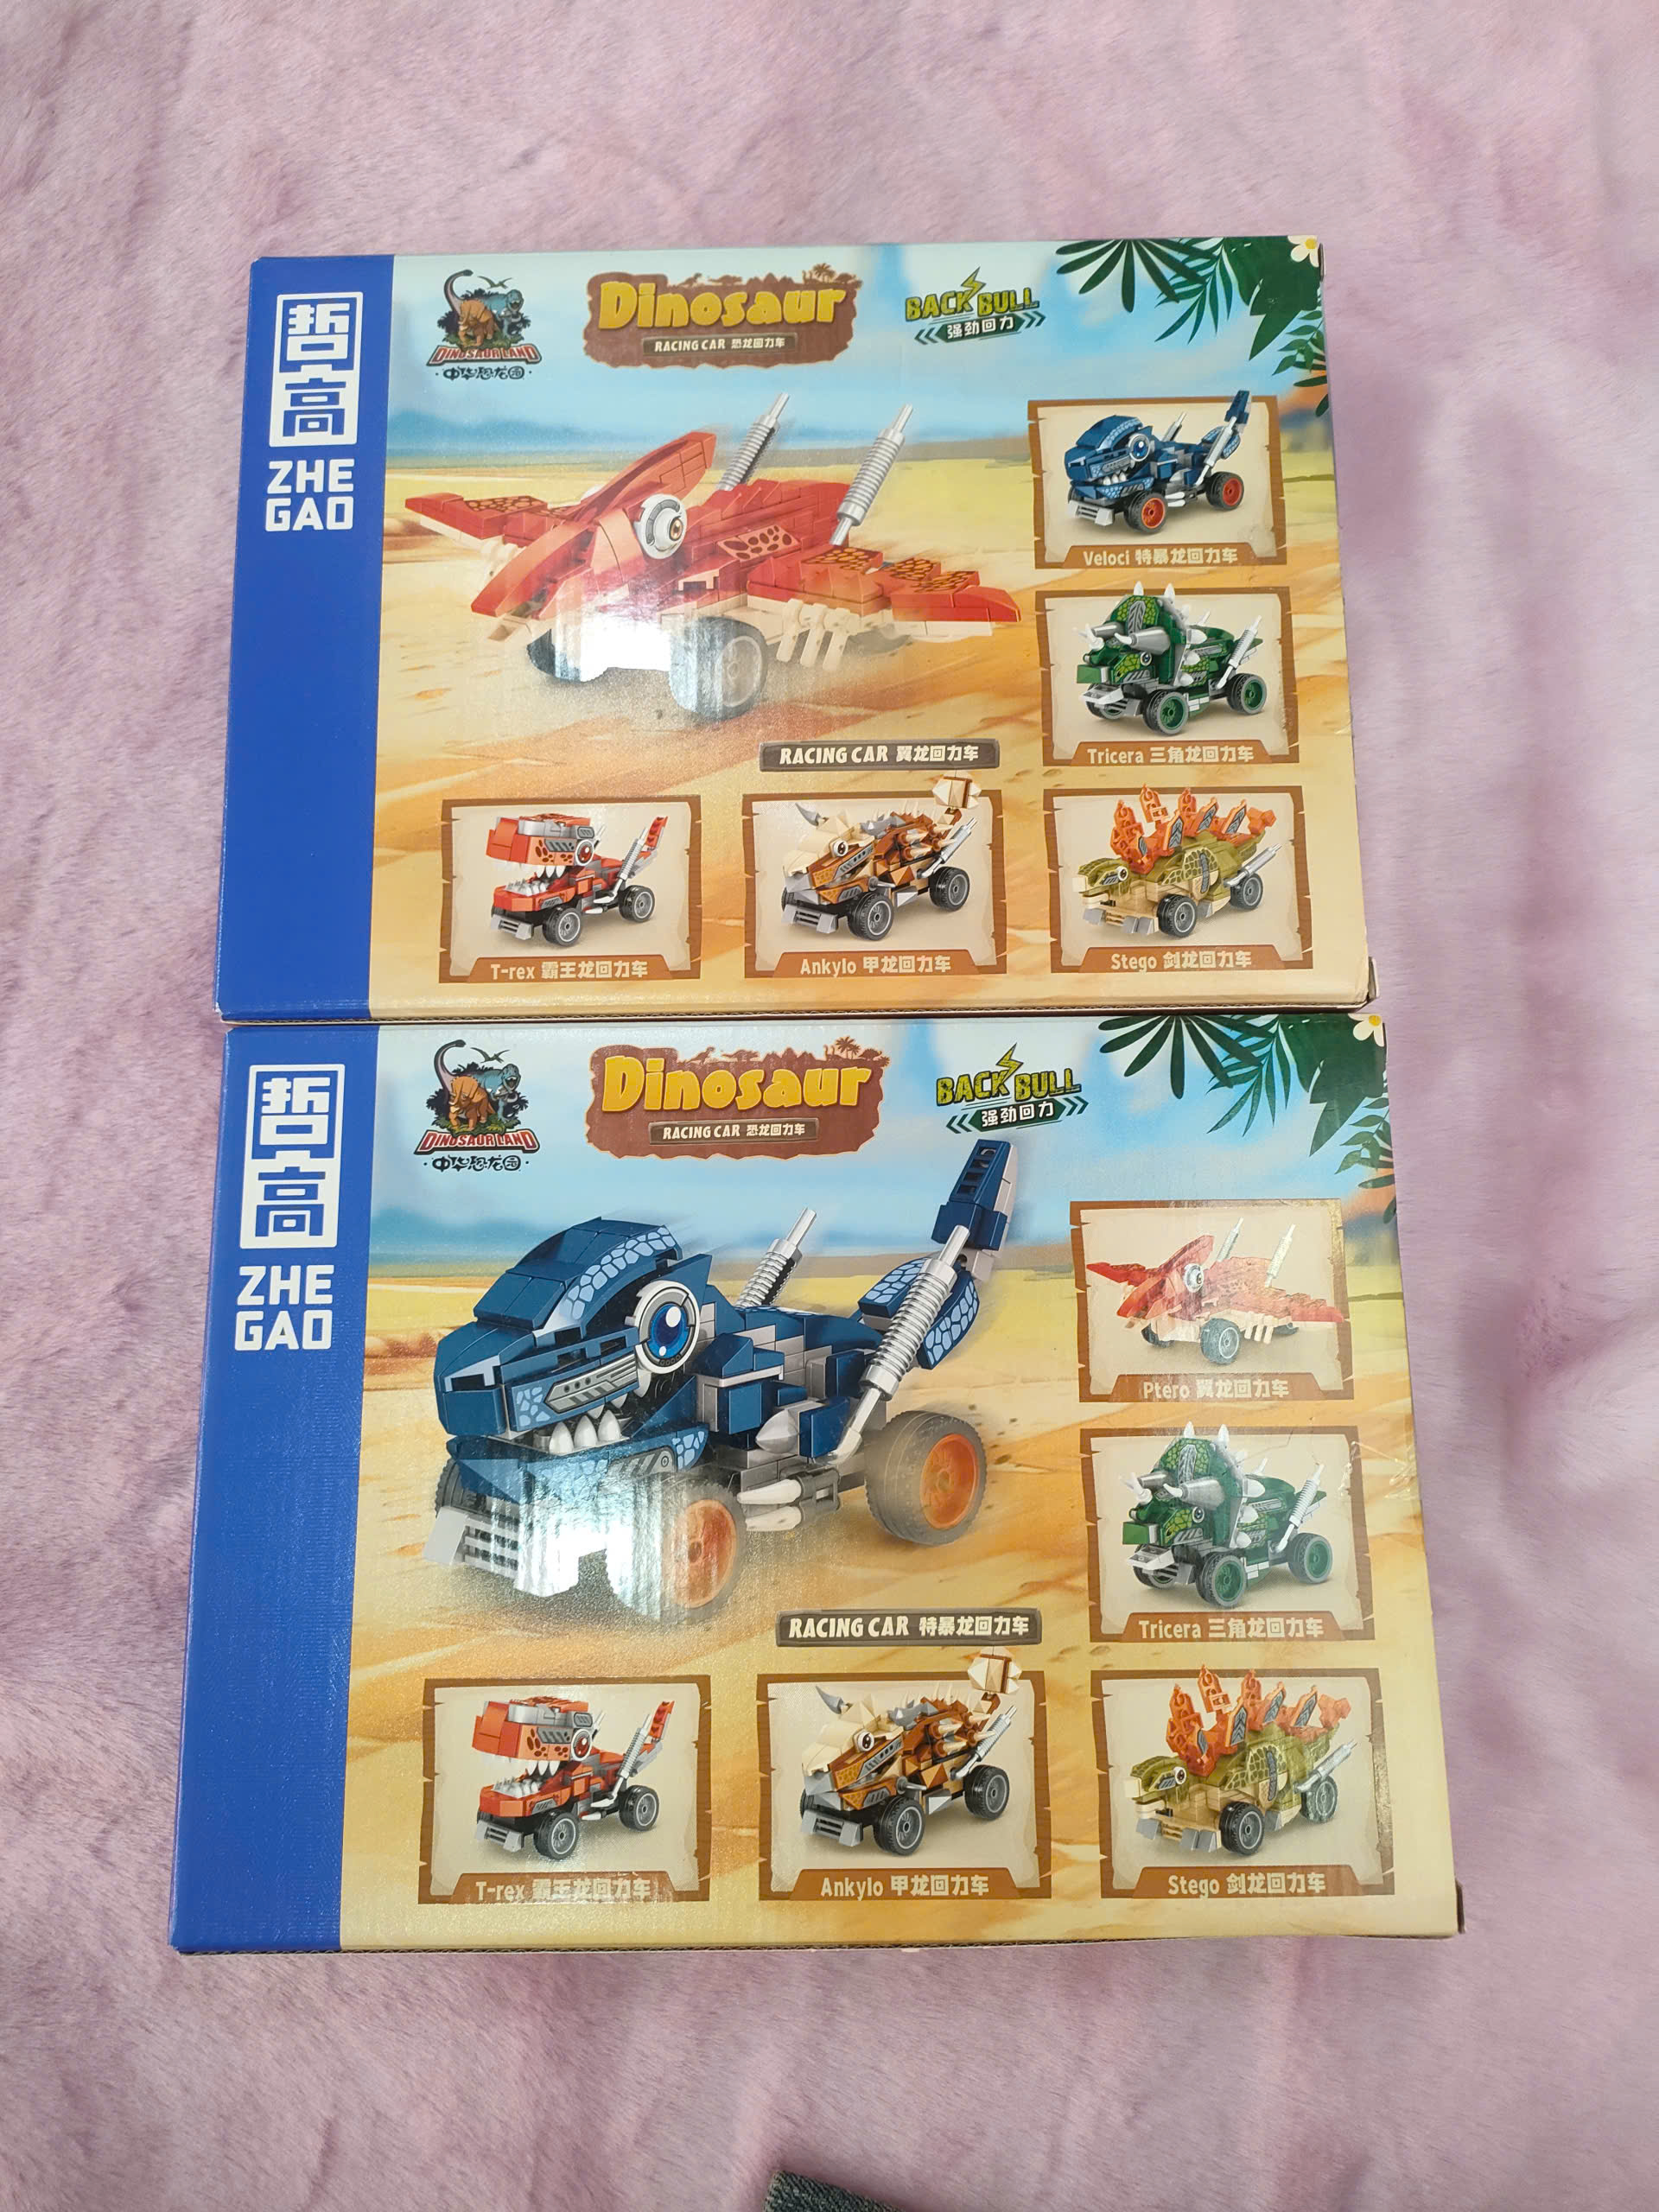 哲高
ZHE
GAO
DINOSAUR LAND
·中华恐龙园·
Dinosaur
RACING CAR 恐龙回力车
BACK BULL
强劲回力
Veloci 特暴龙回力车
Tricera 三角龙回力车
RACING CAR 翼龙回力车
T-rex 霸王龙回力车
Ankylo 甲龙回力车
Stego 剑龙回力车
哲高
ZHE
GAO
DINOSAUR LAND
·中华恐龙园·
Dinosaur
RACING CAR 恐龙回力车
BACK BULL
强劲回力
Ptero 翼龙回力车
Tricera 三角龙回力车
RACING CAR 特暴龙回力车
T-rex 霸王龙回力车
Ankylo 甲龙回力车
Stego 剑龙回力车